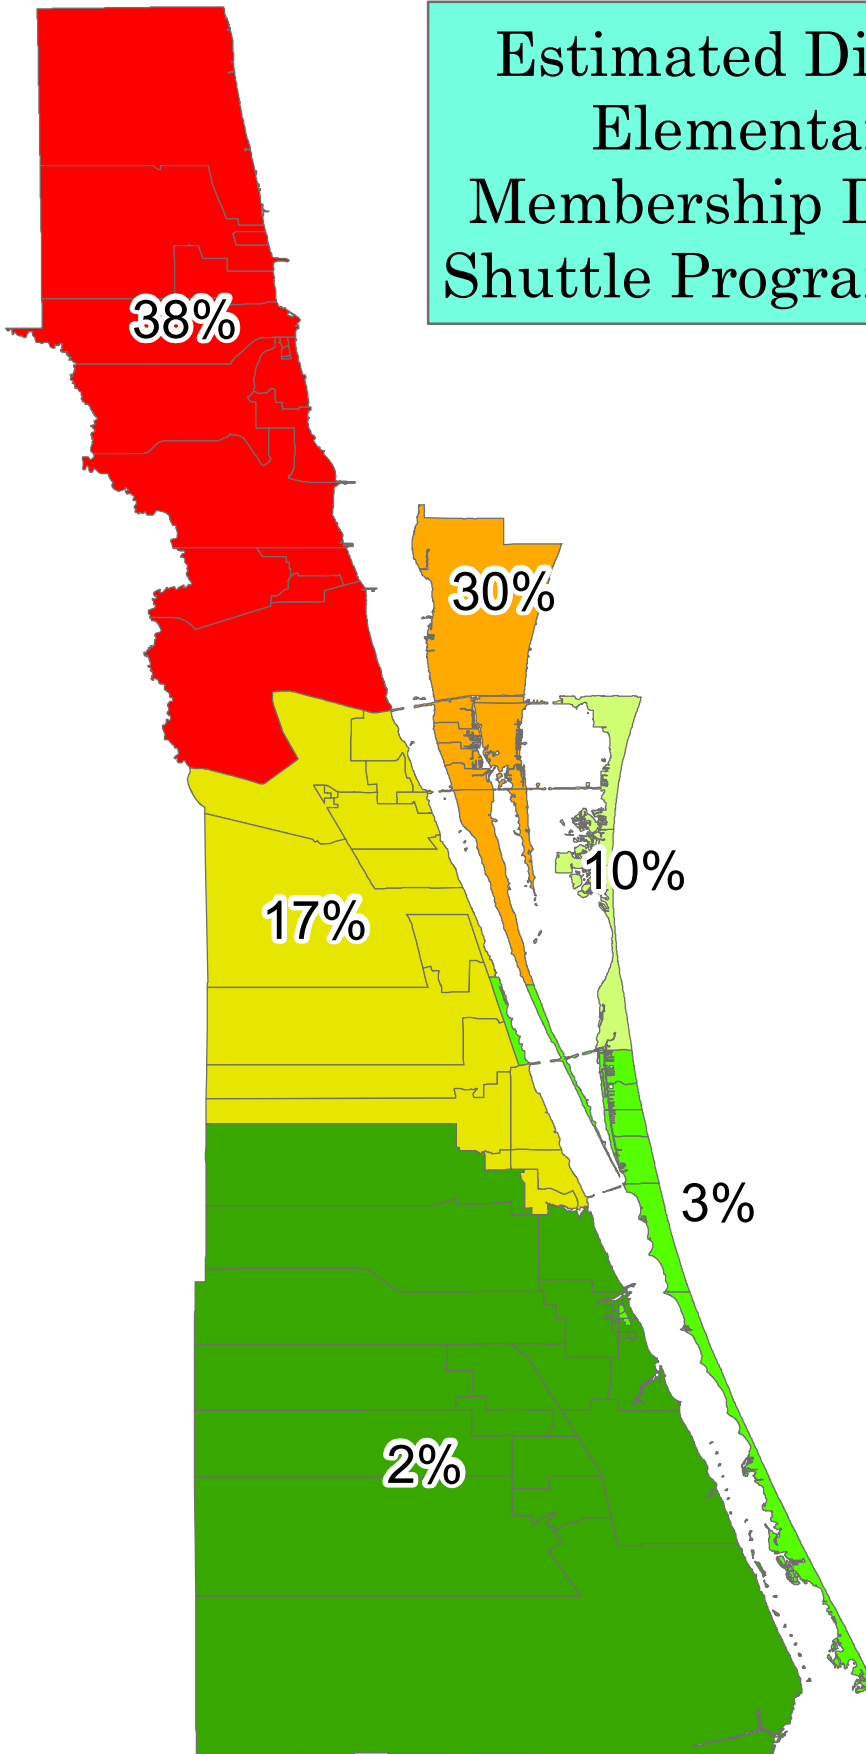 Estimated Di
Elementa
Membership D
Shuttle Progra
38%
30%
10%
17%
3%
2%